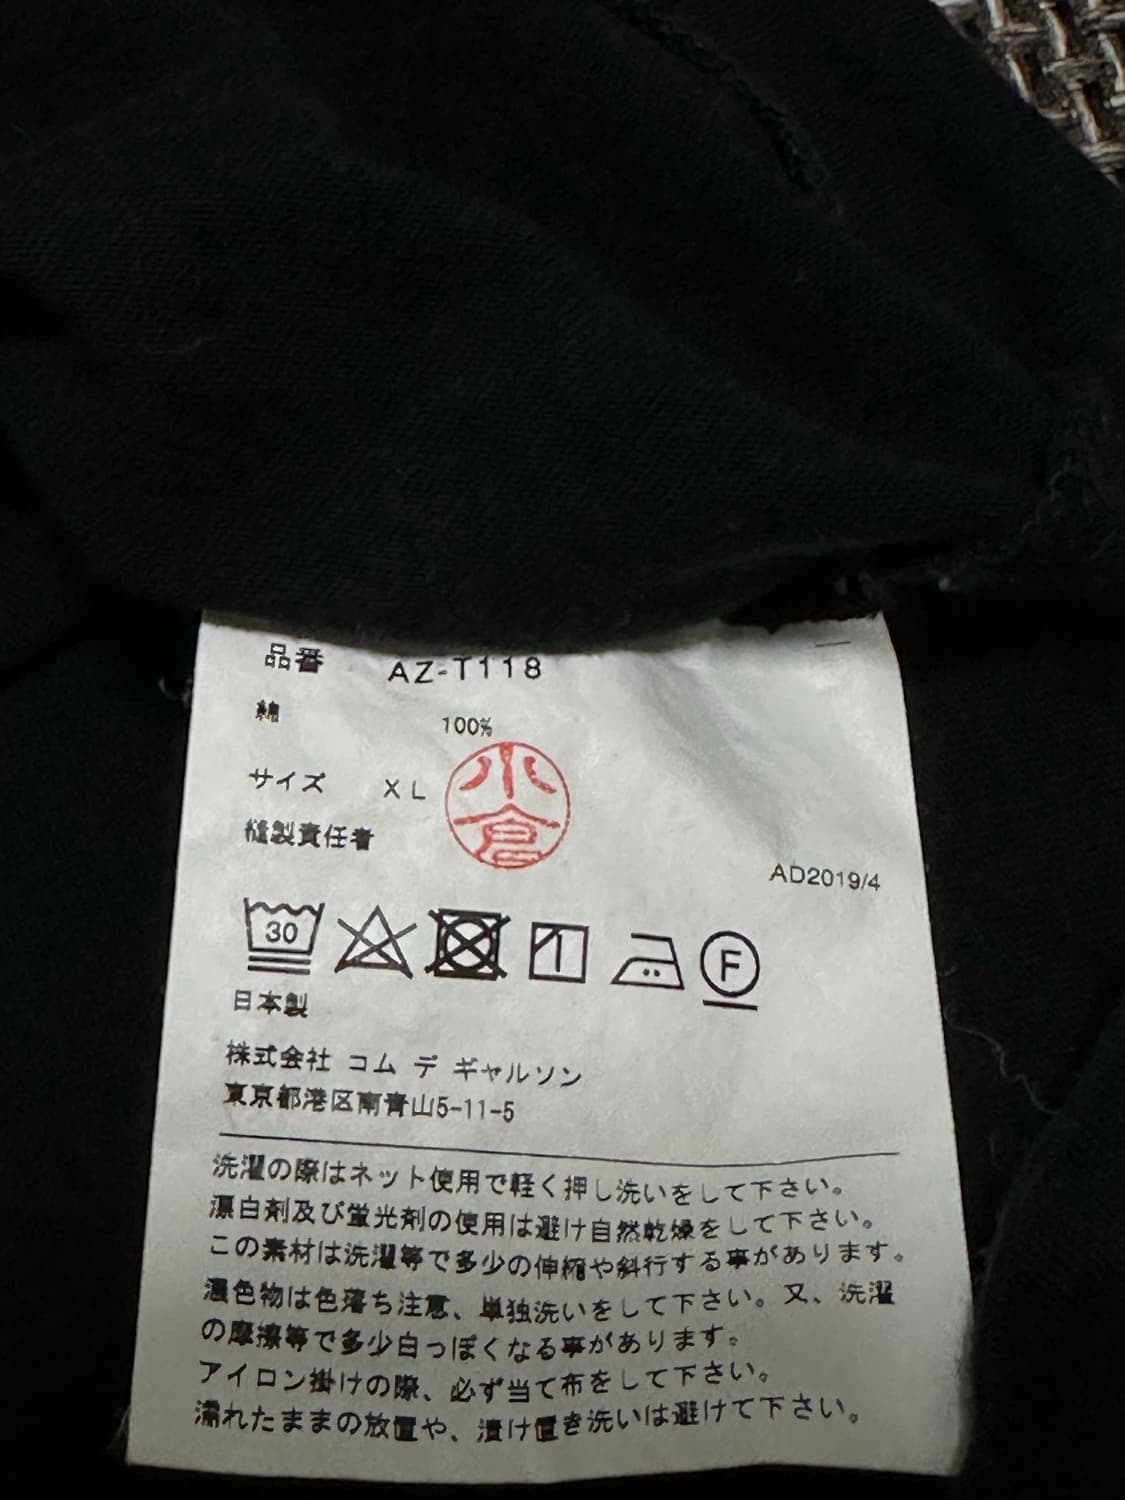 品番 AZ-T118
綿 100%
サイズ XL
小倉
縫製責任者
AD2019/4
30
F
日本製
株式会社 コム デ ギャルソン
東京都港区南青山5-11-5
洗濯の際はネット使用で軽く押し洗いをして下さい。
漂白剤及び蛍光剤の使用は避け自然乾燥をして下さい。
この素材は洗濯等で多少の伸縮や斜行する事があります。
濃色物は色落ち注意、単独洗いをして下さい。又、洗濯
の摩擦等で多少白っぽくなる事があります。
アイロン掛けの際、必ず当て布をして下さい。
濡れたままの放置や、漬け置き洗いは避けて下さい。